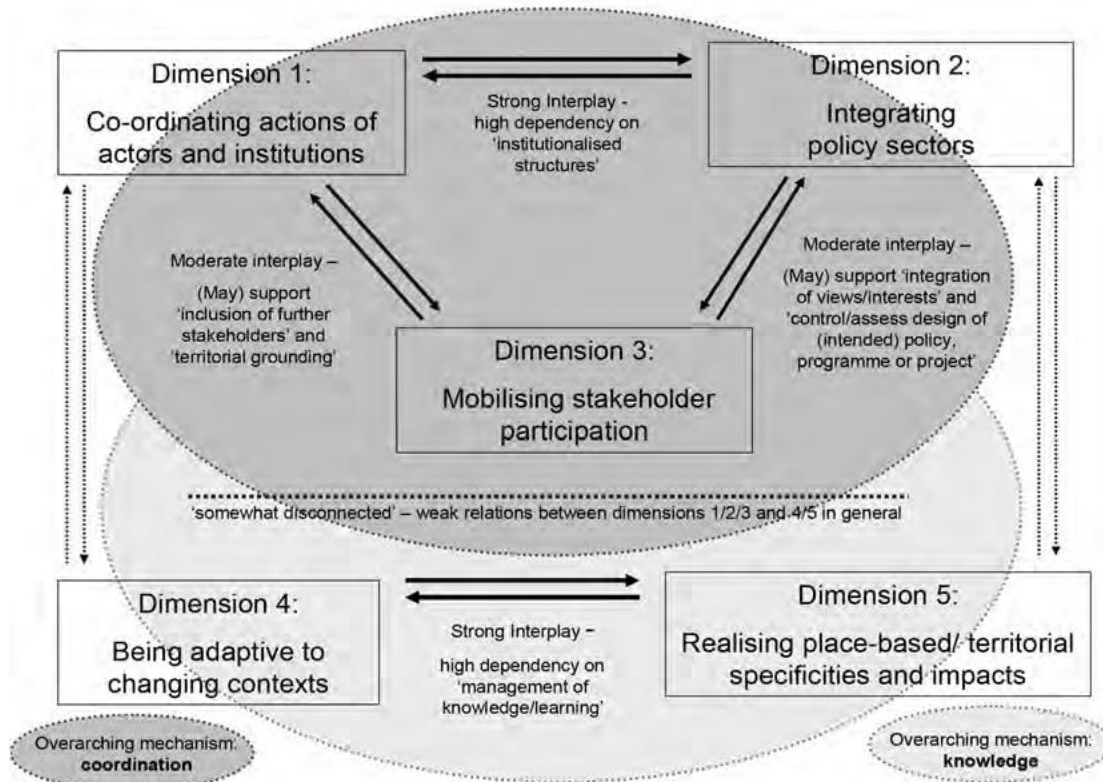 Dimension 1:
Co-ordinating actions of
actors and institutions
Strong Interplay -
high dependency on
‘institutionalised
structures’
Dimension 2:
Integrating
policy sectors
Moderate interplay –
(May) support
‘inclusion of further
stakeholders’ and
‘territorial grounding’
Moderate interplay –
(May) support ‘integration
of views/interests’ and
‘control/assess design of
(intended) policy,
programme or project’
Dimension 3:
Mobilising stakeholder
participation
‘somewhat disconnected’ – weak relations between dimensions 1/2/3 and 4/5 in general
Dimension 4:
Being adaptive to
changing contexts
Strong Interplay –
high dependency on
‘management of
knowledge/learning’
Dimension 5:
Realising place-based/ territorial
specificities and impacts
Overarching mechanism:
coordination
Overarching mechanism:
knowledge